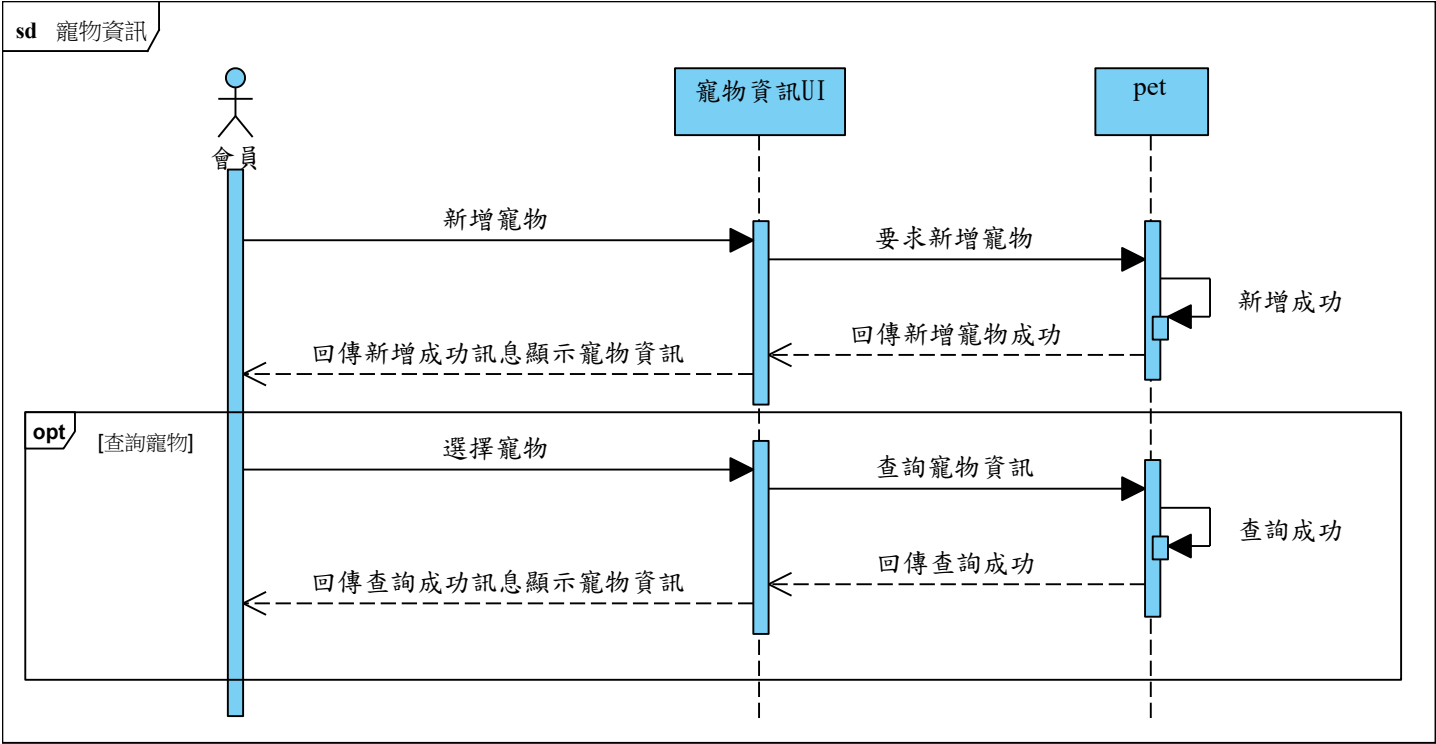 sd 寵物資訊
寵物資訊UI
pet
會員
新增寵物
要求新增寵物
新增成功
回傳新增寵物成功
回傳新增成功訊息顯示寵物資訊
opt
[查詢寵物]
選擇寵物
查詢寵物資訊
查詢成功
回傳查詢成功
回傳查詢成功訊息顯示寵物資訊